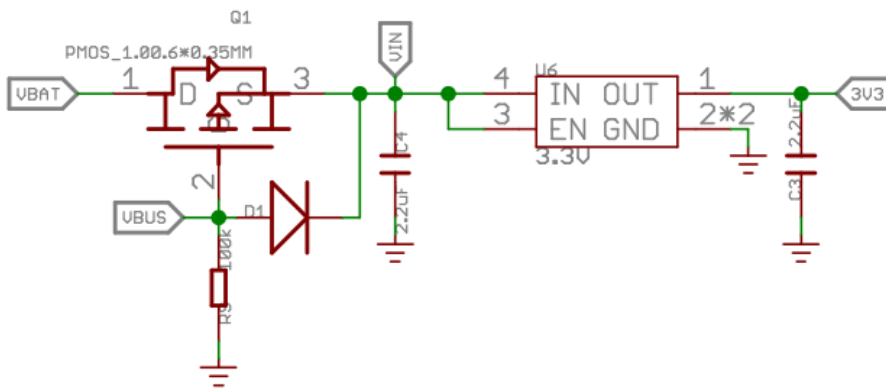 Q1
PMOS_1.00.6*0.35MM
VIN
VBAT
1
D
S
3
G
2
U6
4
IN OUT
1
3
EN GND
2*2
3.3V
3V3
C4
2.2uF
2.2uF
C3
VBUS
D1
100k